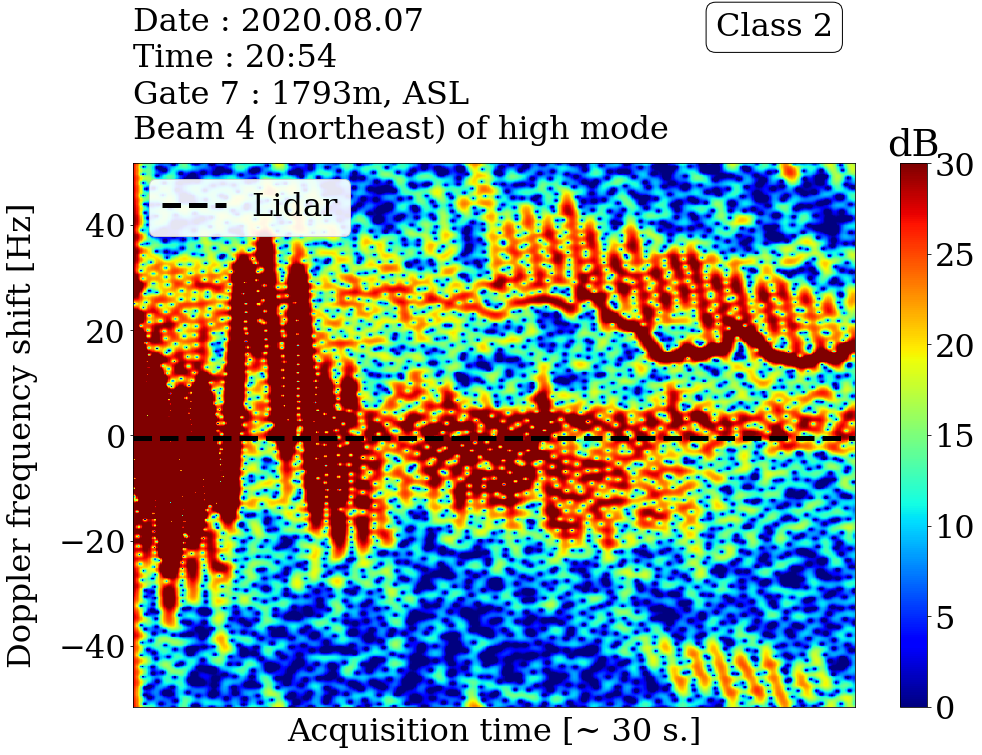 Date : 2020.08.07
Time : 20:54
Gate 7 : 1793m, ASL
Beam 4 (northeast) of high mode
Class 2
dB
Lidar
Doppler frequency shift [Hz]
40
20
0
−20
−40
30
25
20
15
10
5
0
Acquisition time [~ 30 s.]